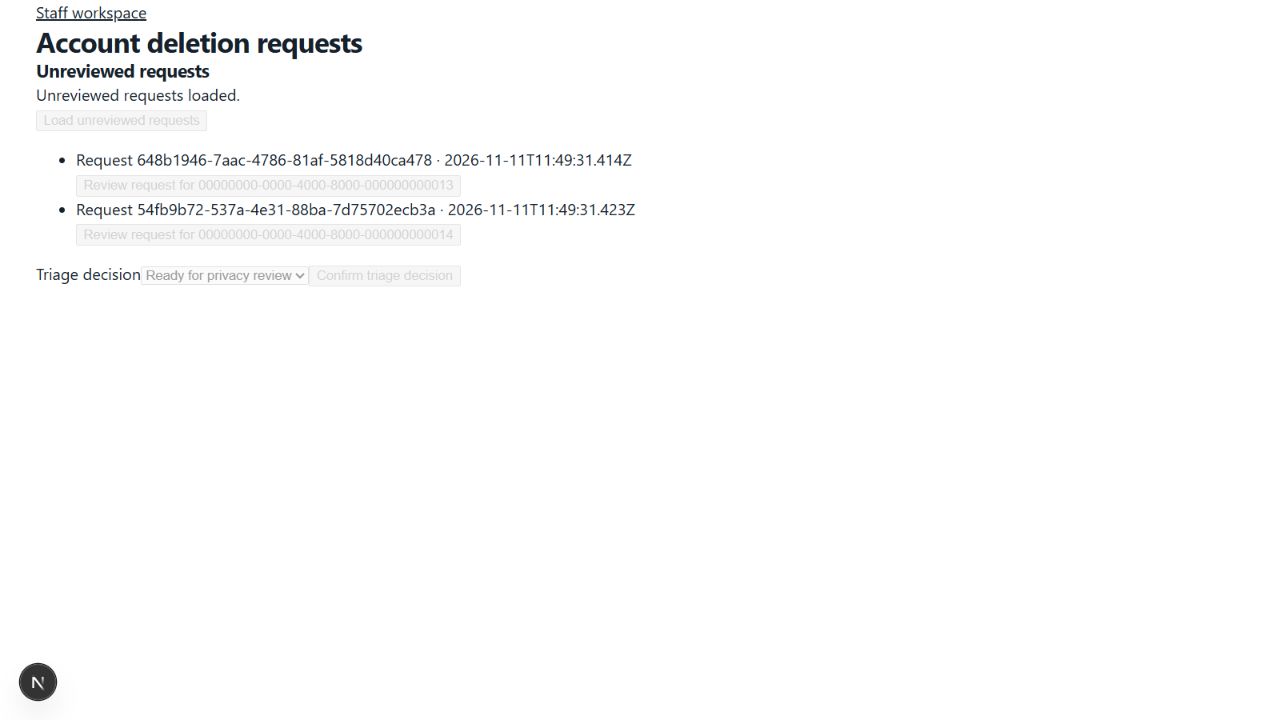 Staff workspace
Account deletion requests
Unreviewed requests
Unreviewed requests loaded.
Load unreviewed requests
• Request 648b1946-7aac-4786-81af-5818d40ca478 · 2026-11-11T11:49:31.414Z
Review request for 00000000-0000-4000-8000-000000000013
• Request 54fb9b72-537a-4e31-88ba-7d75702ecb3a · 2026-11-11T11:49:31.423Z
Review request for 00000000-0000-4000-8000-000000000014
Triage decision Ready for privacy review Confirm triage decision
N